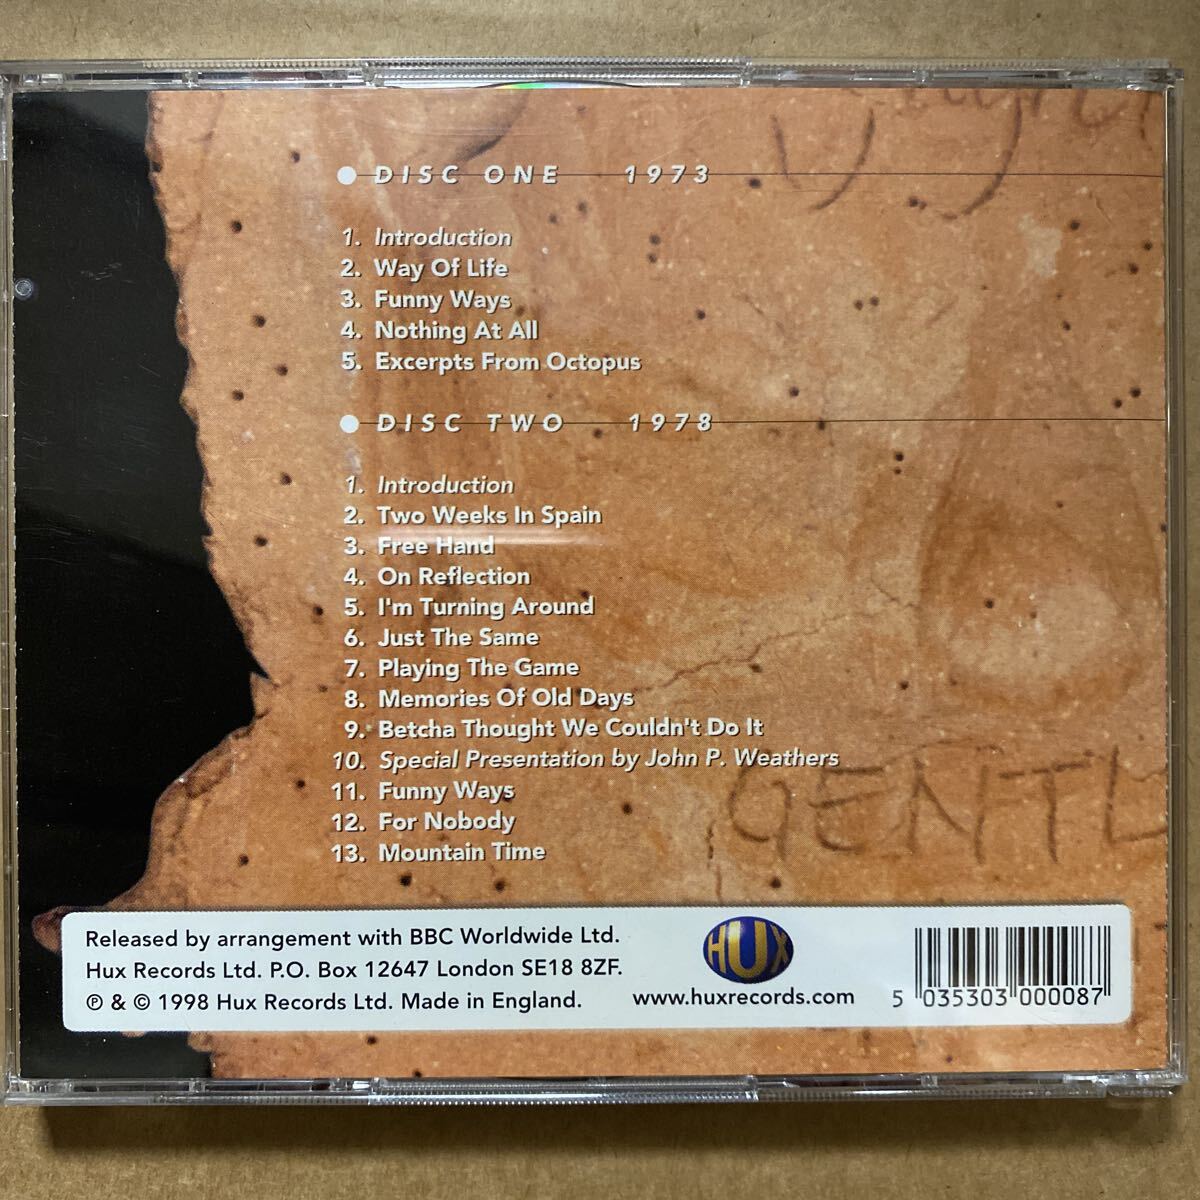 DISC ONE 1973
1. Introduction
2. Way Of Life
3. Funny Ways
4. Nothing At All
5. Excerpts From Octopus
DISC TWO 1978
1. Introduction
2. Two Weeks In Spain
3. Free Hand
4. On Reflection
5. I'm Turning Around
6. Just The Same
7. Playing The Game
8. Memories Of Old Days
9. Betcha Thought We Couldn't Do It
10. Special Presentation by John P. Weathers
11. Funny Ways
12. For Nobody
13. Mountain Time
GENTL
Released by arrangement with BBC Worldwide Ltd.
Hux Records Ltd. P.O. Box 12647 London SE18 8ZF.
℗ & © 1998 Hux Records Ltd. Made in England.
HUX
www.huxrecords.com
5 035303 000087